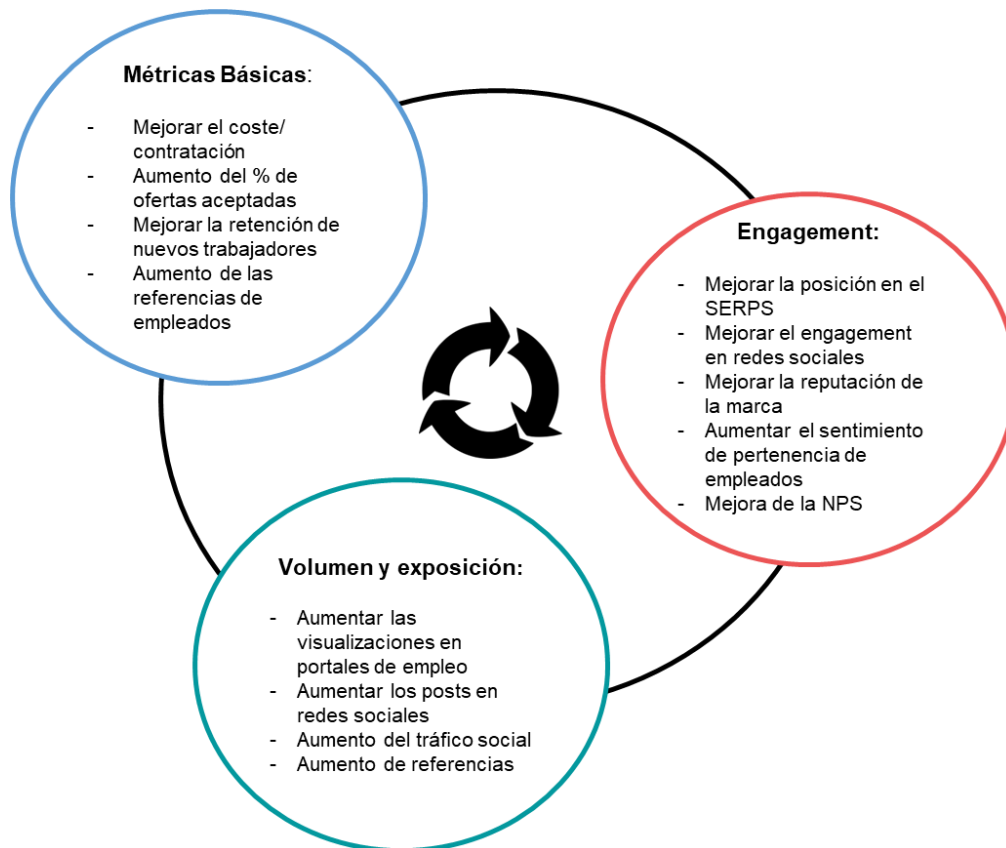 Métricas Básicas:
- Mejorar el coste/
contratación
- Aumento del % de
ofertas aceptadas
- Mejorar la retención de
nuevos trabajadores
- Aumento de las
referencias de
empleados
Engagement:
- Mejorar la posición en el
SERPS
- Mejorar el engagement
en redes sociales
- Mejorar la reputación de
la marca
- Aumentar el sentimiento
de pertenencia de
empleados
- Mejora de la NPS
Volumen y exposición:
- Aumentar las
visualizaciones en
portales de empleo
- Aumentar los posts en
redes sociales
- Aumento del tráfico social
- Aumento de referencias